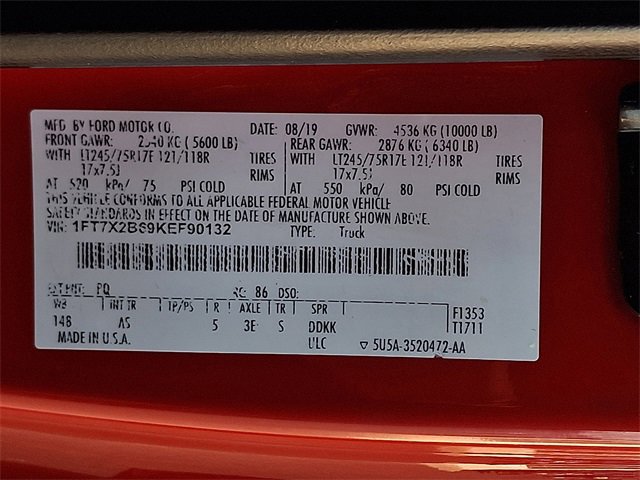 MFD. BY FORD MOTOR CO.
DATE: 08/19 GVWR: 4536 KG (10000 LB)
FRONT GAWR: 2540 KG (5600 LB) REAR GAWR: 2876 KG (6340 LB)
WITH LT245/75R17E 121/118R TIRES WITH LT245/75R17E 121/118R TIRES
17x7.5J RIMS 17x7.5J RIMS
AT 520 kPa/ 75 PSI COLD AT 550 kPa/ 80 PSI COLD
THIS VEHICLE CONFORMS TO ALL APPLICABLE FEDERAL MOTOR VEHICLE
SAFETY STANDARDS IN EFFECT ON THE DATE OF MANUFACTURE SHOWN ABOVE.
VIN: TYPE: Truck
EXT PNT: PQ RC: 86 DSO:
WB INT TR TP/PS R AXLE TR SPR F1353
148 AS 5 3E S DDKK T1711
MADE IN U.S.A. ULC ▽ 5U5A-3520472-AA